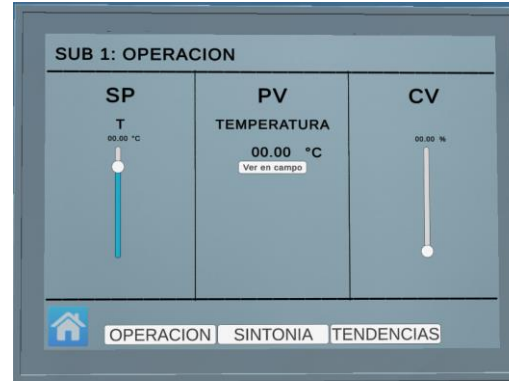 SUB 1: OPERACION
SP
T
00.00 °C
PV
TEMPERATURA
00.00 °C
Ver en campo
CV
00.00 %
OPERACION SINTONIA TENDENCIAS